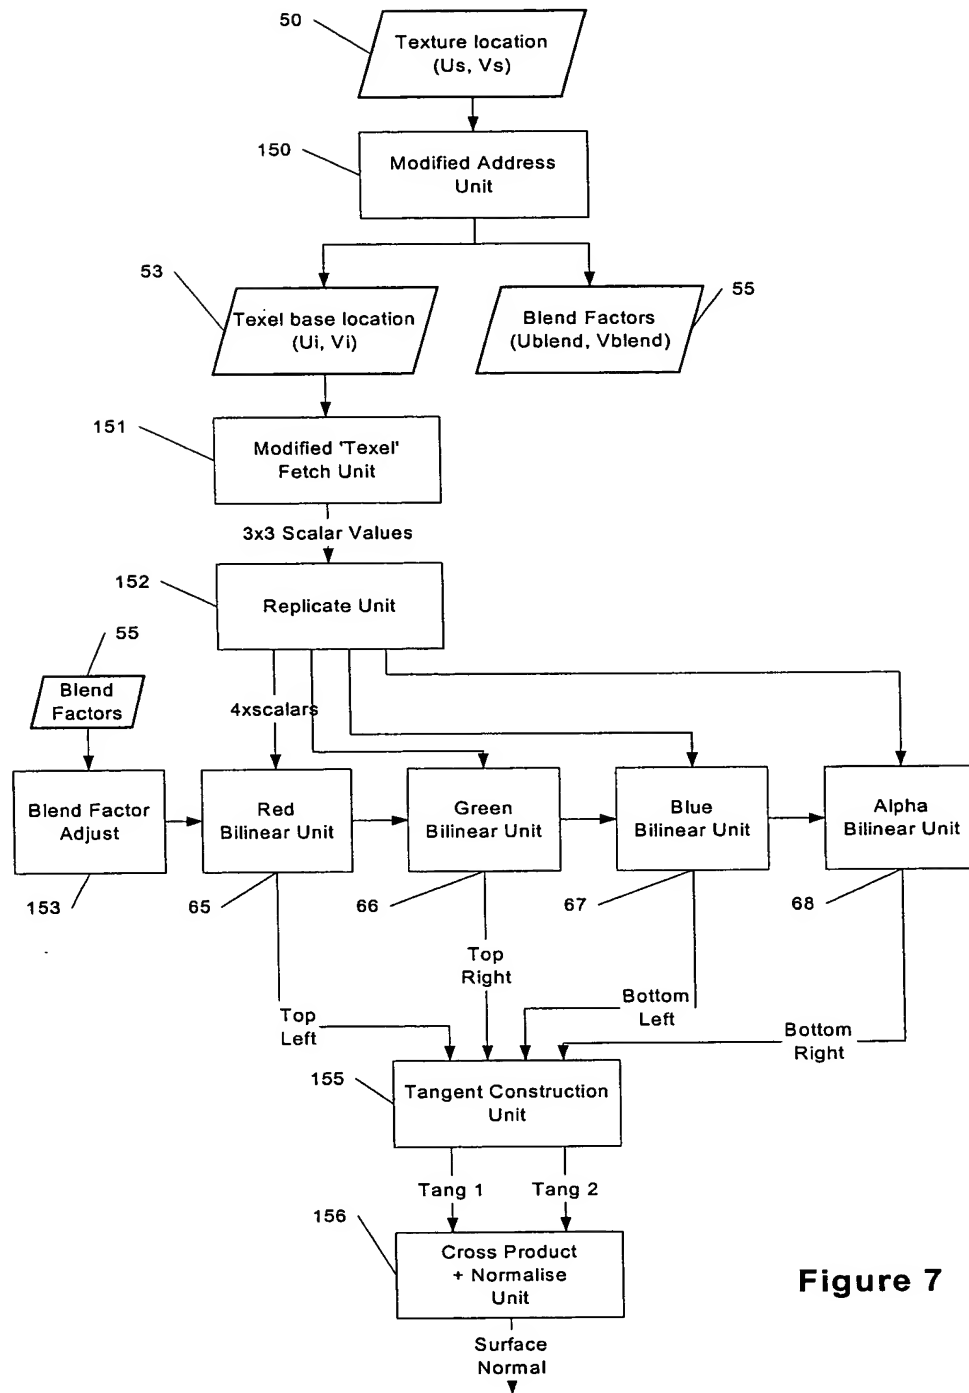 50
Texture location
(Us, Vs)
150
Modified Address
Unit
53
Texel base location
(Ui, Vi)
55
Blend Factors
(Ublend, Vblend)
151
Modified 'Texel'
Fetch Unit
3x3 Scalar Values
152
Replicate Unit
55
Blend
Factors
4xscalars
Blend Factor
Adjust
Red
Bilinear Unit
Green
Bilinear Unit
Blue
Bilinear Unit
Alpha
Bilinear Unit
153
65
66
67
68
Top
Left
Top
Right
Bottom
Left
Bottom
Right
155
Tangent Construction
Unit
Tang 1
Tang 2
156
Cross Product
+ Normalise
Unit
Surface
Normal
Figure 7